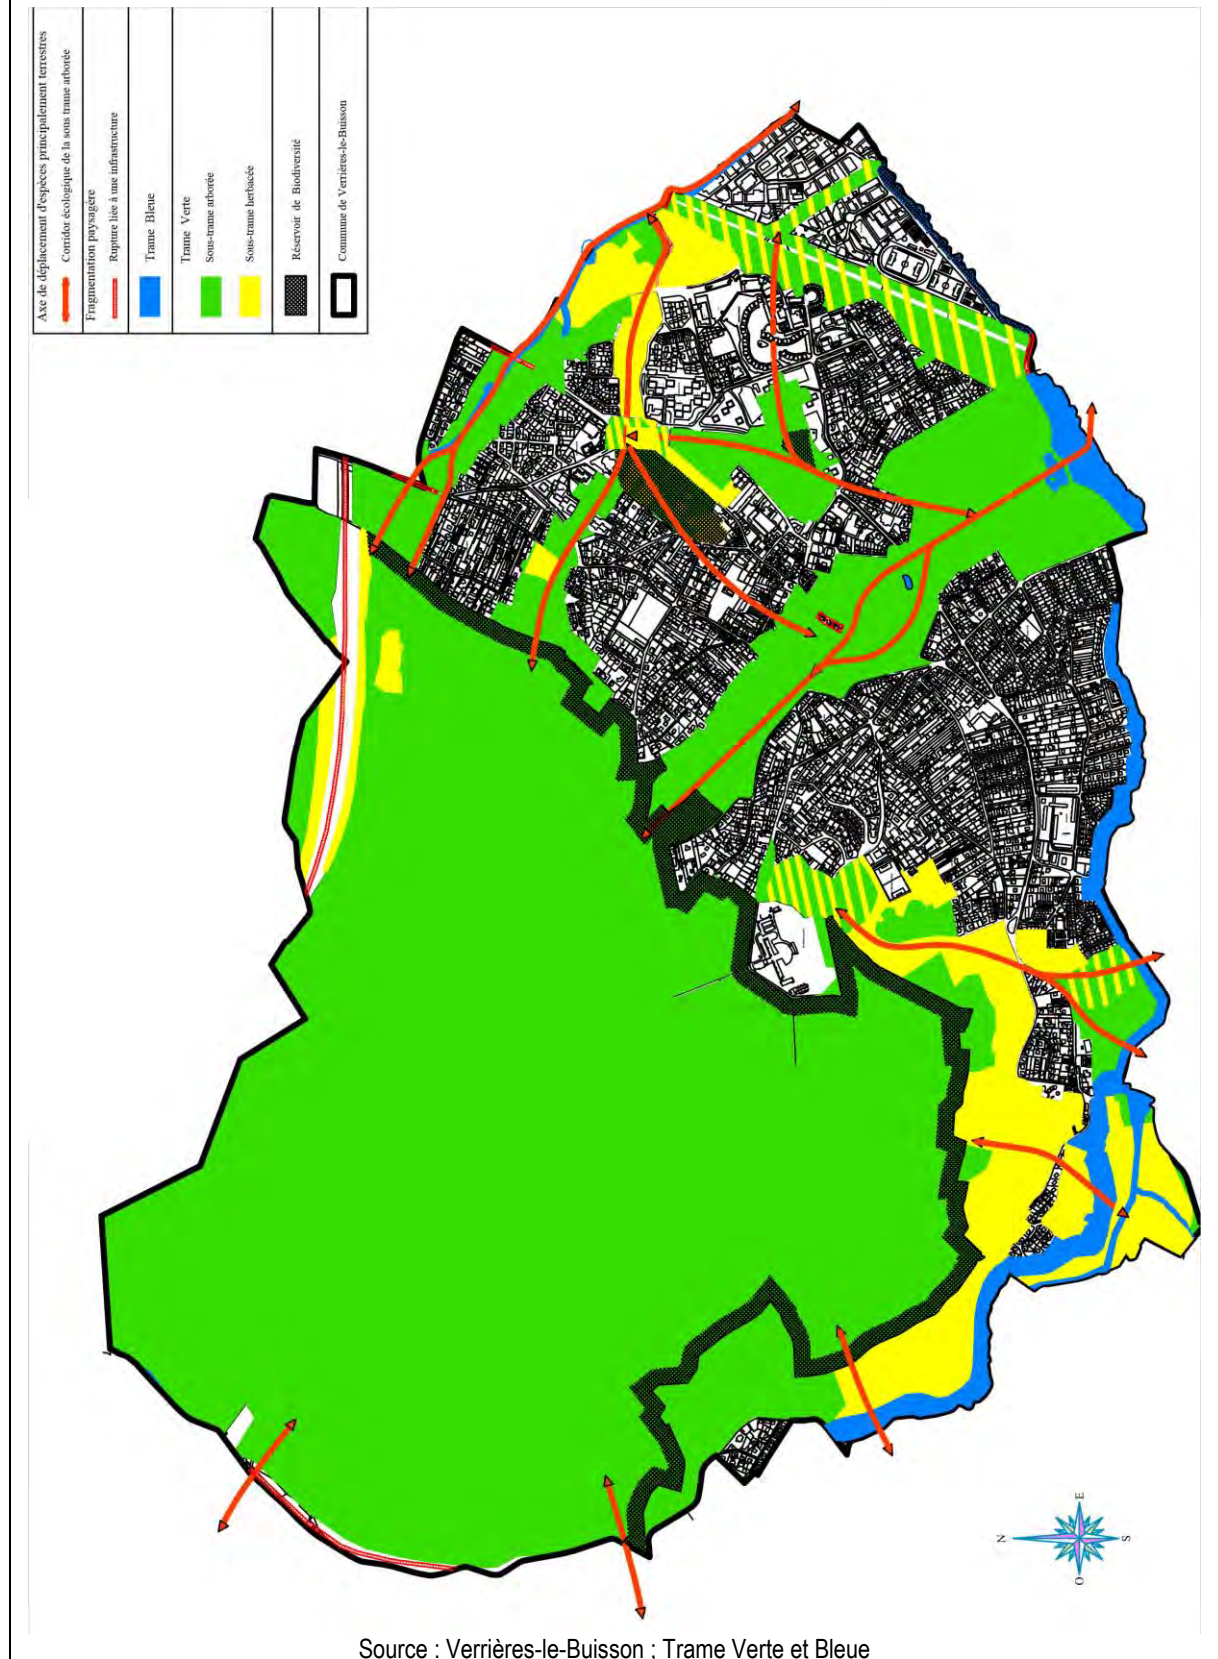 Axe de déplacement d'espèces principalement terrestres
Corridor écologique de la sous trame arborée
Fragmentation paysagère
Rupture liée à une infrastructure
Trame Bleue
Trame Verte
Sous-trame arborée
Sous-trame herbacée
Réservoir de Biodiversité
Commune de Verrières-le-Buisson
N
E
S
O
Source : Verrières-le-Buisson ; Trame Verte et Bleue